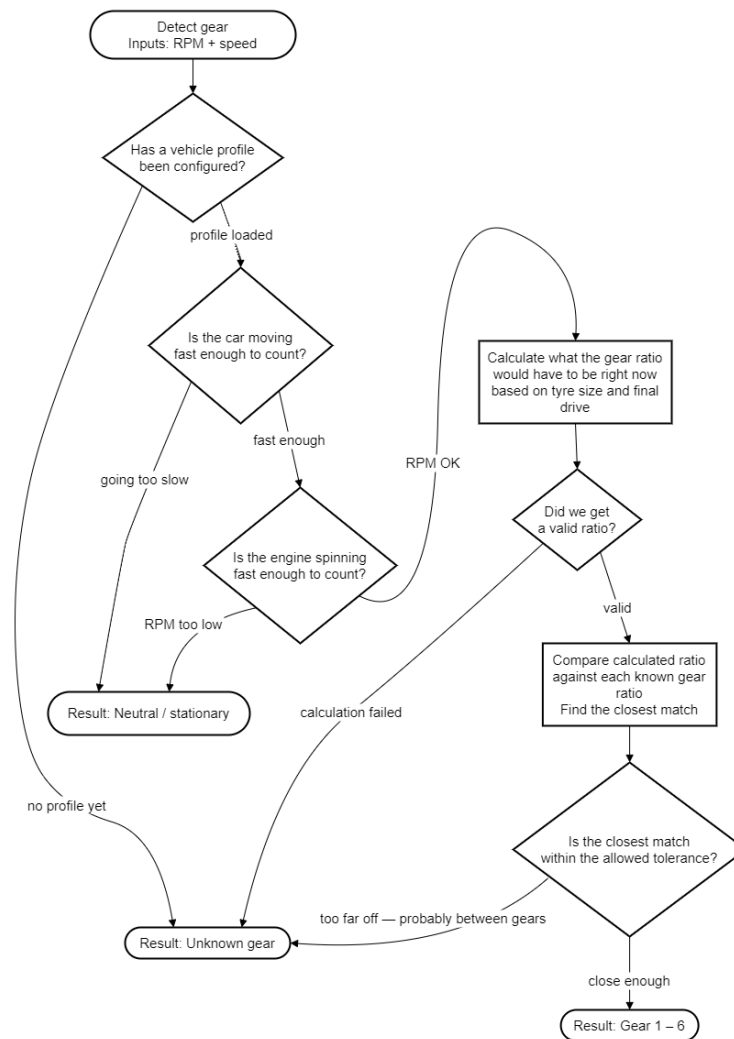 Detect gear
Inputs: RPM + speed
Has a vehicle profile
been configured?
profile loaded
Is the car moving
fast enough to count?
Calculate what the gear ratio
would have to be right now
based on tyre size and final
drive
fast enough
RPM OK
going too slow
Did we get
a valid ratio?
Is the engine spinning
fast enough to count?
valid
RPM too low
Compare calculated ratio
against each known gear
ratio
Find the closest match
Result: Neutral / stationary
calculation failed
no profile yet
Is the closest match
within the allowed tolerance?
too far off — probably between gears
Result: Unknown gear
close enough
Result: Gear 1 – 6